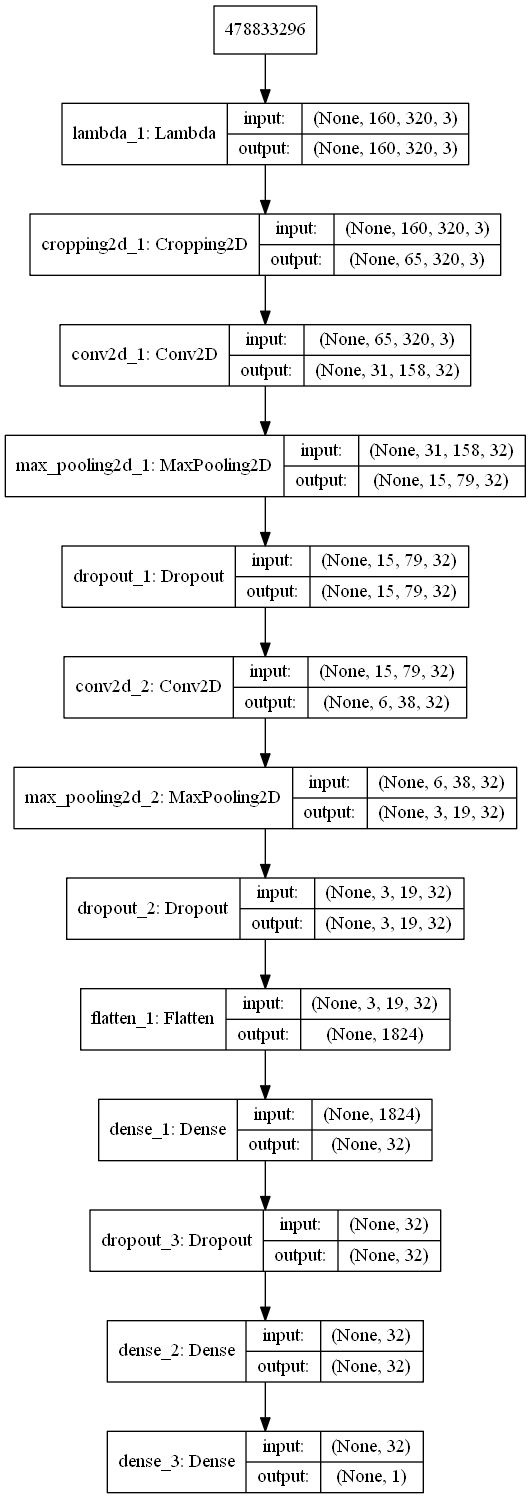 478833296
lambda_1: Lambda
input: (None, 160, 320, 3)
output: (None, 160, 320, 3)
cropping2d_1: Cropping2D
input: (None, 160, 320, 3)
output: (None, 65, 320, 3)
conv2d_1: Conv2D
input: (None, 65, 320, 3)
output: (None, 31, 158, 32)
max_pooling2d_1: MaxPooling2D
input: (None, 31, 158, 32)
output: (None, 15, 79, 32)
dropout_1: Dropout
input: (None, 15, 79, 32)
output: (None, 15, 79, 32)
conv2d_2: Conv2D
input: (None, 15, 79, 32)
output: (None, 6, 38, 32)
max_pooling2d_2: MaxPooling2D
input: (None, 6, 38, 32)
output: (None, 3, 19, 32)
dropout_2: Dropout
input: (None, 3, 19, 32)
output: (None, 3, 19, 32)
flatten_1: Flatten
input: (None, 3, 19, 32)
output: (None, 1824)
dense_1: Dense
input: (None, 1824)
output: (None, 32)
dropout_3: Dropout
input: (None, 32)
output: (None, 32)
dense_2: Dense
input: (None, 32)
output: (None, 32)
dense_3: Dense
input: (None, 32)
output: (None, 1)